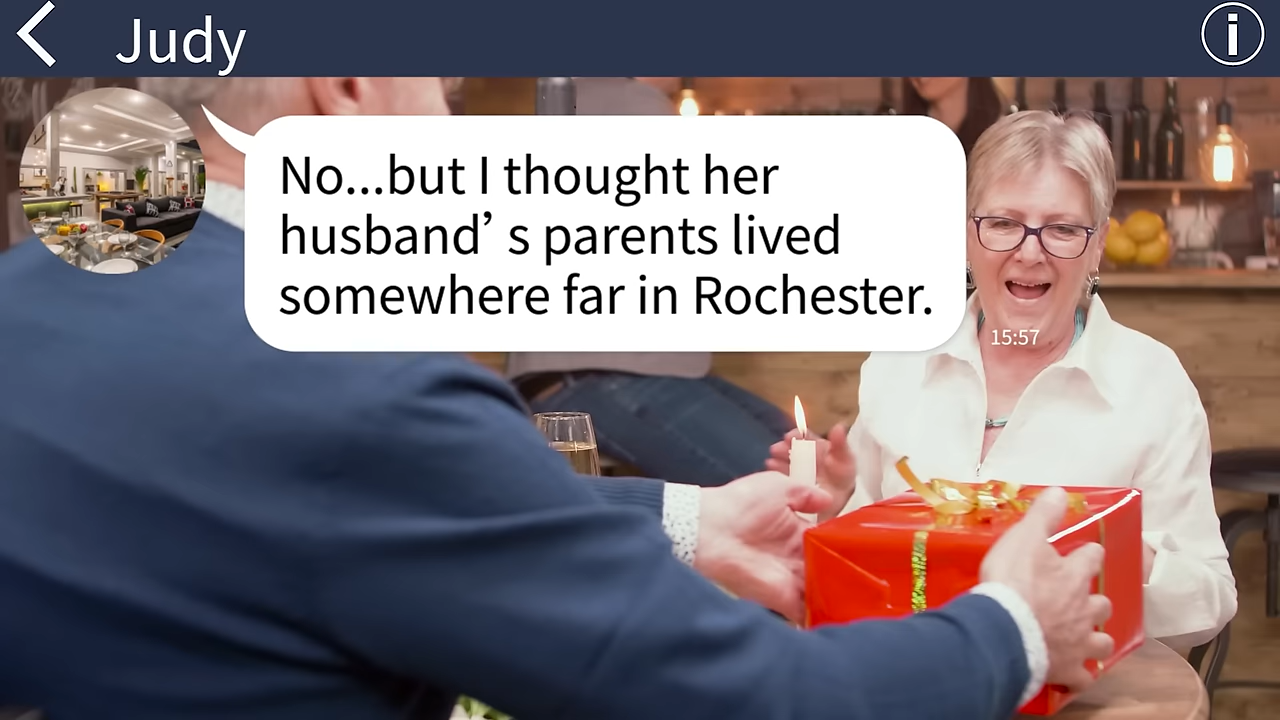 Judy
No...but I thought her
husband’ s parents lived
somewhere far in Rochester.
15:57